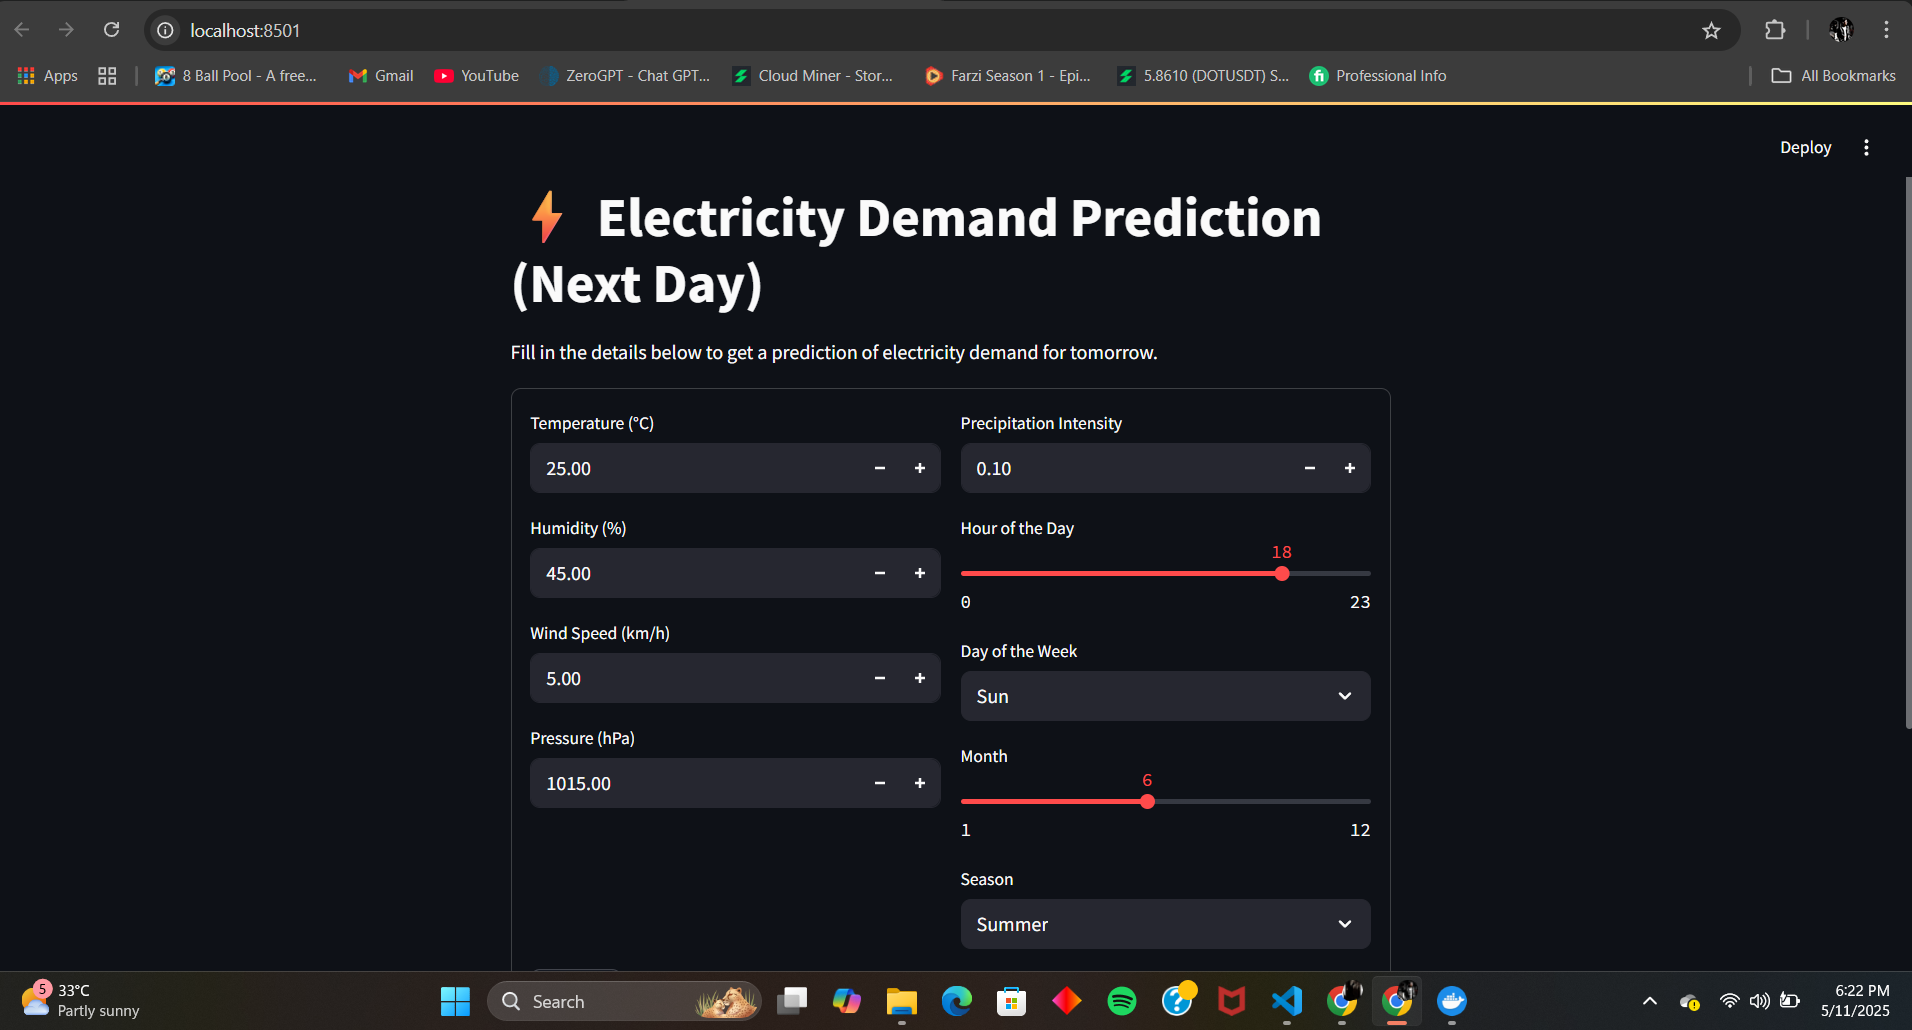 localhost:8501
Apps
8 Ball Pool - A free...
Gmail
YouTube
ZeroGPT - Chat GPT...
Cloud Miner - Stor...
Farzi Season 1 - Epi...
5.8610 (DOTUSDT) S...
fi
Professional Info
All Bookmarks
Deploy
Electricity Demand Prediction
(Next Day)
Fill in the details below to get a prediction of electricity demand for tomorrow.
Temperature (°C)
25.00
Humidity (%)
45.00
Wind Speed (km/h)
5.00
Pressure (hPa)
1015.00
Precipitation Intensity
0.10
Hour of the Day
18
0 23
Day of the Week
Sun
Month
6
1 12
Season
Summer
5
33°C
Partly sunny
Search
6:22 PM
5/11/2025